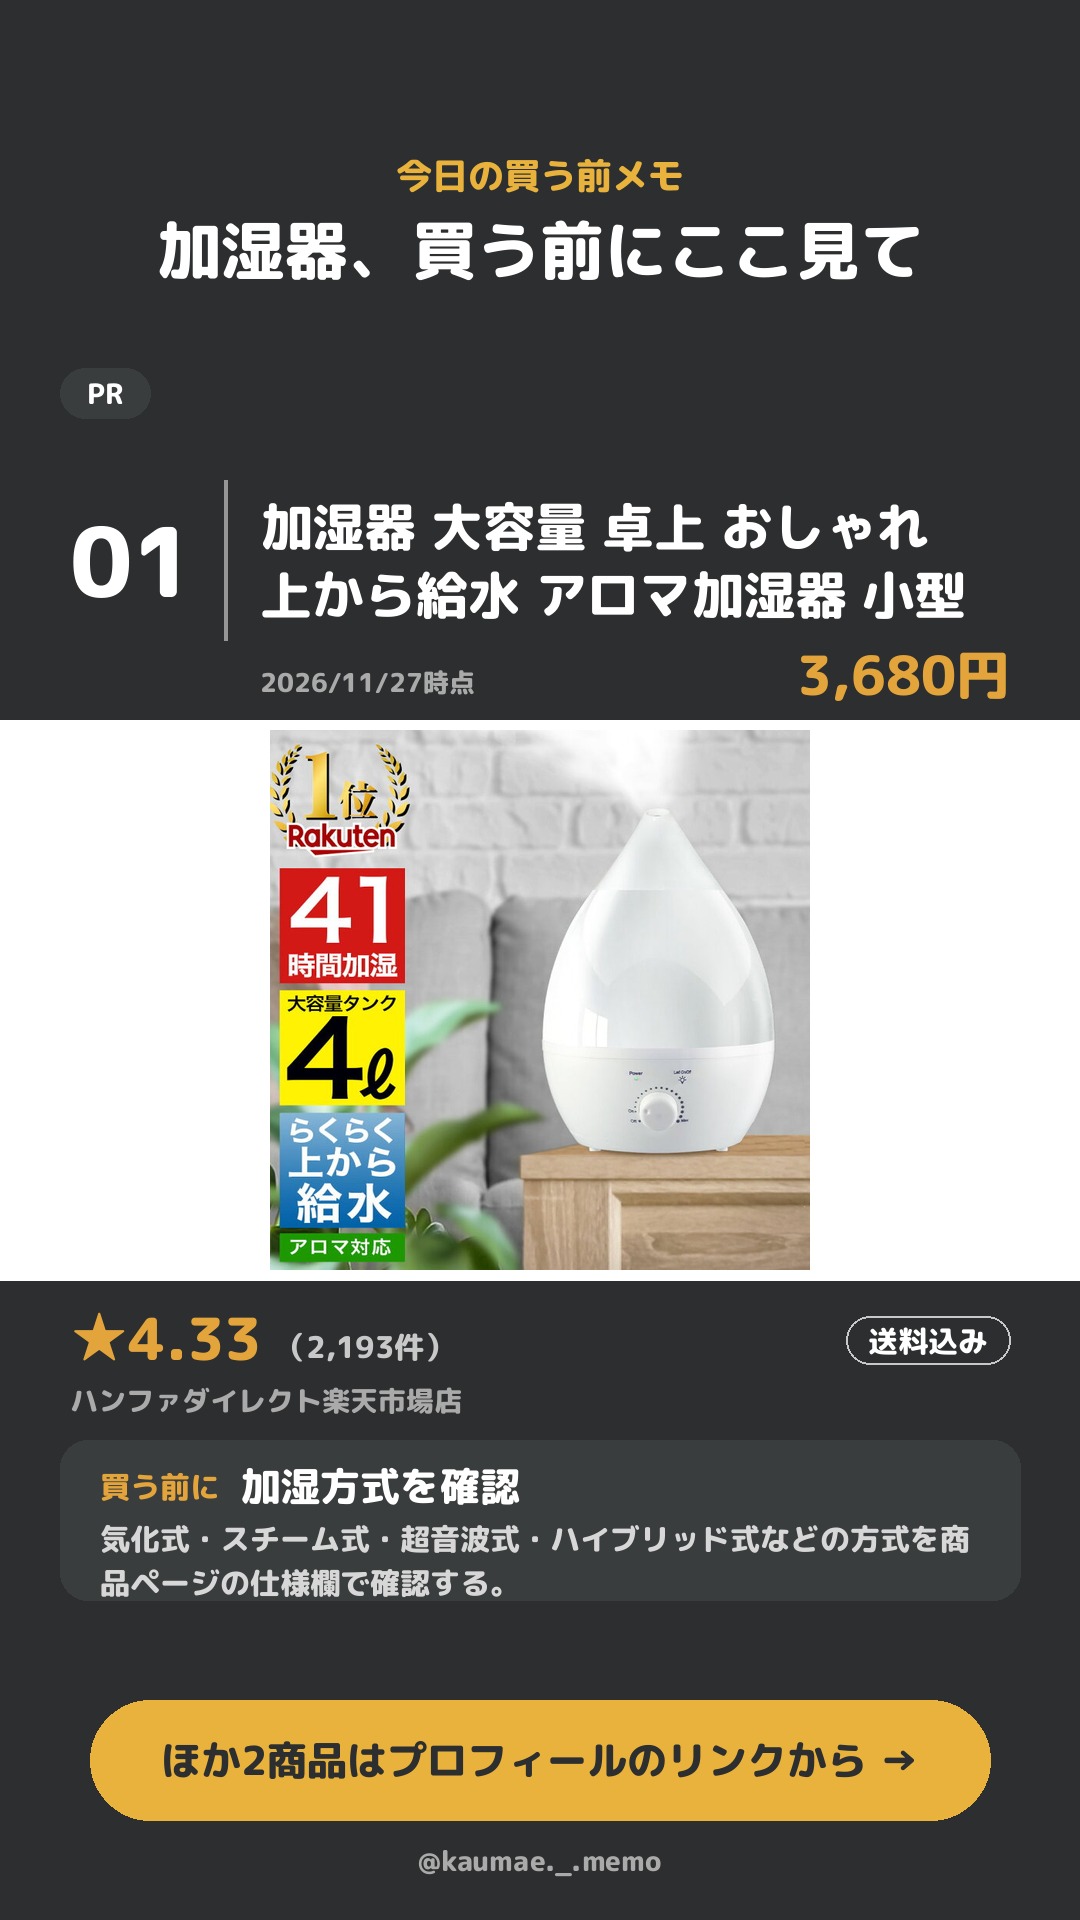 今日の買う前メモ
加湿器、買う前にここ見て
PR
01
加湿器 大容量 卓上 おしゃれ
上から給水 アロマ加湿器 小型
2026/11/27時点
3,680円
1位
Rakuten
41
時間加湿
大容量タンク
4ℓ
らくらく
上から
給水
アロマ対応
Power
Led On/Off
★4.33 (2,193件)
送料込み
ハンファダイレクト楽天市場店
買う前に 加湿方式を確認
気化式・スチーム式・超音波式・ハイブリッド式などの方式を商
品ページの仕様欄で確認する。
ほか2商品はプロフィールのリンクから →
@kaumae._.memo